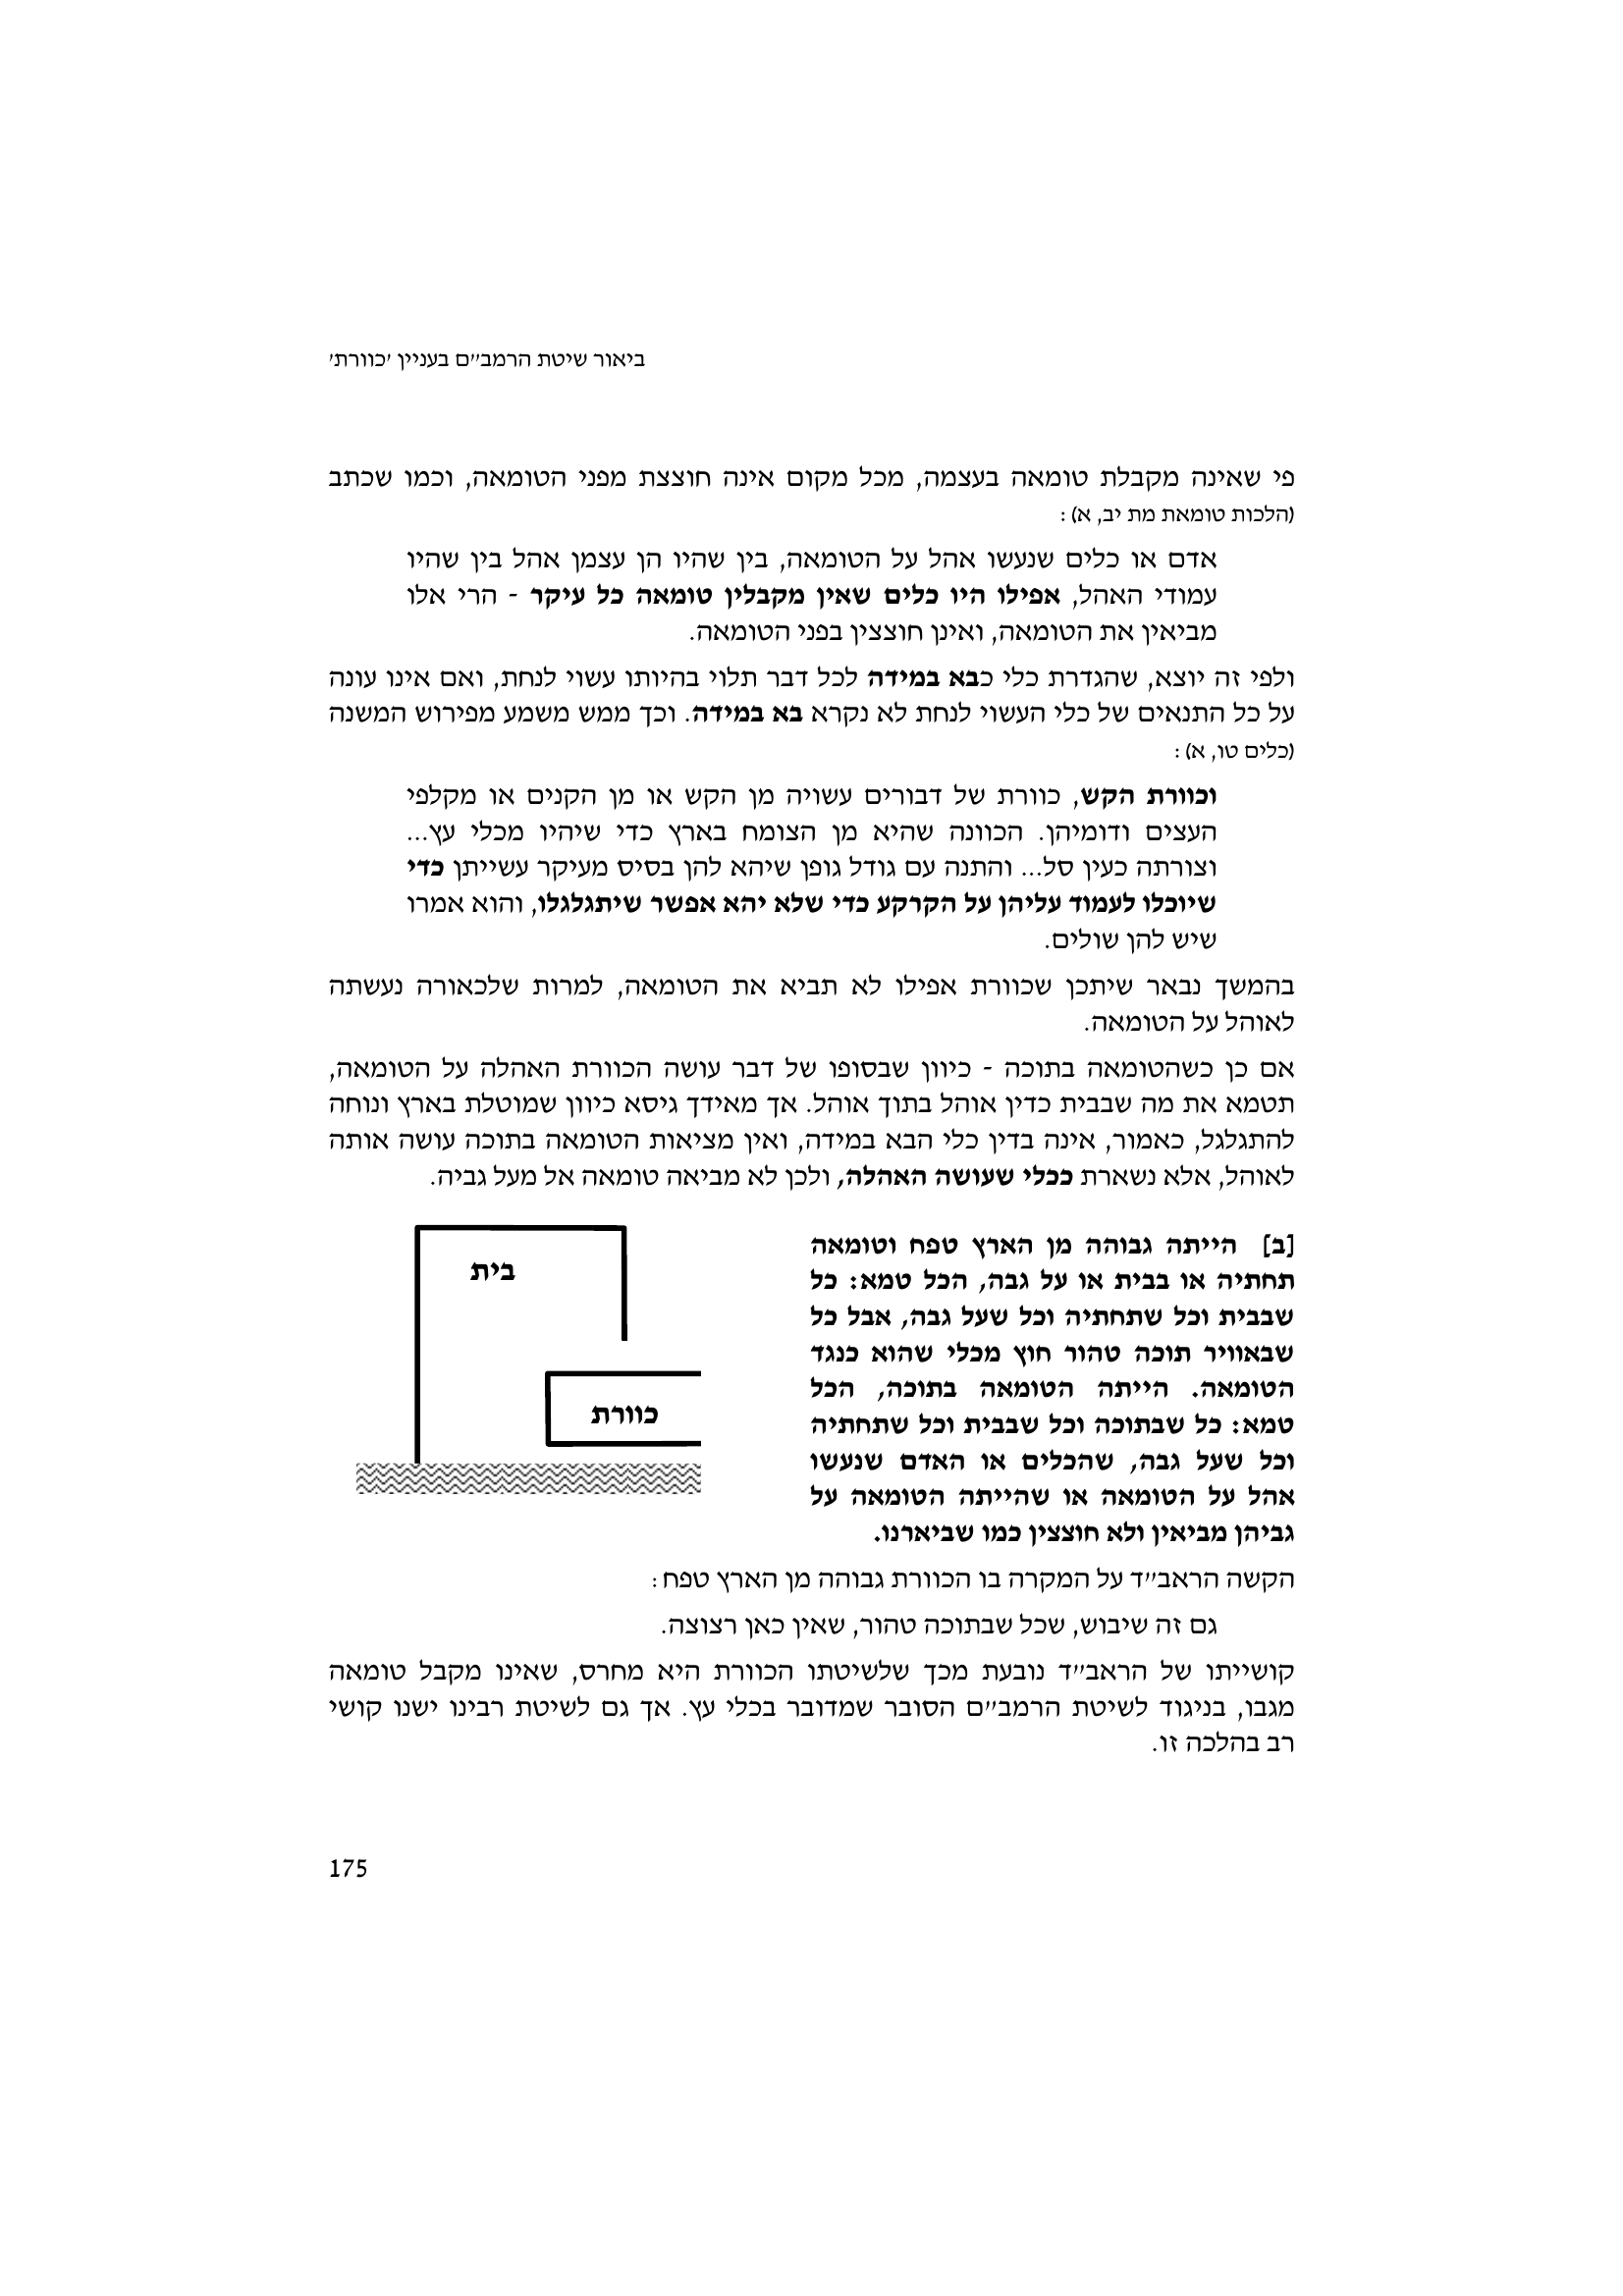 ביאור שיטת הרמב״ם בעניין 'כוורת'
פי שאינה מקבלת טומאה בעצמה, מכל מקום אינה חוצצת מפני הטומאה, וכמו שכתב
(הלכות טומאת מת יב, א):
אדם או כלים שנעשו אהל על הטומאה, בין שהיו הן עצמן אהל בין שהיו
עמודי האהל, אפילו היו כלים שאין מקבלין טומאה כל עיקר - הרי אלו
מביאין את הטומאה, ואינן חוצצין בפני הטומאה.
ולפי זה יוצא, שהגדרת כלי כבא במידה לכל דבר תלוי בהיותו עשוי לנחת, ואם אינו עונה
על כל התנאים של כלי העשוי לנחת לא נקרא בא במידה. וכך ממש משמע מפירוש המשנה
(כלים טו, א):
וכוורת הקש, כוורת של דבורים עשויה מן הקש או מן הקנים או מקלפי
העצים ודומיהן. הכוונה שהיא מן הצומח בארץ כדי שיהיו מכלי עץ...
וצורתה כעין סל... והתנה עם גודל גופן שיהא להן בסיס מעיקר עשייתן כדי
שיוכלו לעמוד עליהן על הקרקע כדי שלא יהא אפשר שיתגלגלו, והוא אמרו
שיש להן שולים.
בהמשך נבאר שיתכן שכוורת אפילו לא תביא את הטומאה, למרות שלכאורה נעשתה
לאוהל על הטומאה.
אם כן כשהטומאה בתוכה - כיוון שבסופו של דבר עושה הכוורת האהלה על הטומאה,
תטמא את מה שבבית כדין אוהל בתוך אוהל. אך מאידך גיסא כיוון שמוטלת בארץ ונוחה
להתגלגל, כאמור, אינה בדין כלי הבא במידה, ואין מציאות הטומאה בתוכה עושה אותה
לאוהל, אלא נשארת ככלי שעושה האהלה, ולכן לא מביאה טומאה אל מעל גביה.
[ב] הייתה גבוהה מן הארץ טפח וטומאה
תחתיה או בבית או על גבה, הכל טמא: כל
שבבית וכל שתחתיה וכל שעל גבה, אבל כל
שבאוויר תוכה טהור חוץ מכלי שהוא כנגד
הטומאה. הייתה הטומאה בתוכה, הכל
טמא: כל שבתוכה וכל שבבית וכל שתחתיה
וכל שעל גבה, שהכלים או האדם שנעשו
אהל על הטומאה או שהייתה הטומאה על
גביהן מביאין ולא חוצצין כמו שביארנו.
בית
כוורת
הקשה הראב״ד על המקרה בו הכוורת גבוהה מן הארץ טפח:
גם זה שיבוש, שכל שבתוכה טהור, שאין כאן רצוצה.
קושייתו של הראב״ד נובעת מכך שלשיטתו הכוורת היא מחרס, שאינו מקבל טומאה
מגבו, בניגוד לשיטת הרמב״ם הסובר שמדובר בכלי עץ. אך גם לשיטת רבינו ישנו קושי
רב בהלכה זו.
175